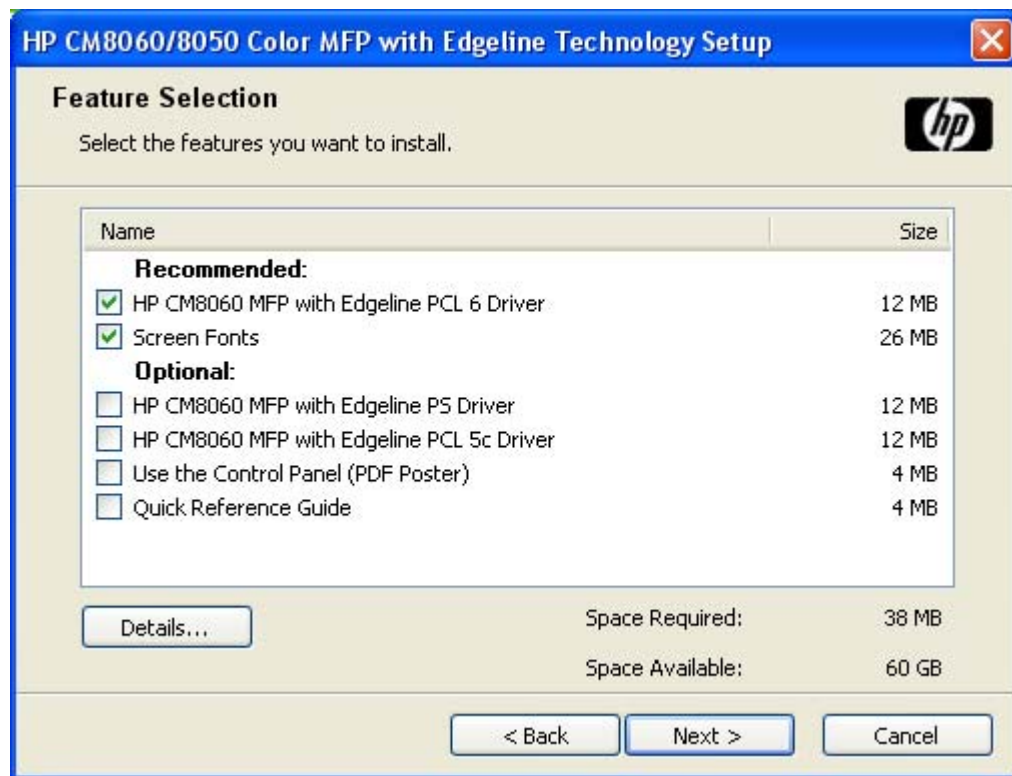 HP CM8060/8050 Color MFP with Edgeline Technology Setup
Feature Selection
Select the features you want to install.
hp
Name Size
Recommended:
HP CM8060 MFP with Edgeline PCL 6 Driver 12 MB
Screen Fonts 26 MB
Optional:
HP CM8060 MFP with Edgeline PS Driver 12 MB
HP CM8060 MFP with Edgeline PCL 5c Driver 12 MB
Use the Control Panel (PDF Poster) 4 MB
Quick Reference Guide 4 MB
Details... Space Required: 38 MB
Space Available: 60 GB
< Back Next > Cancel